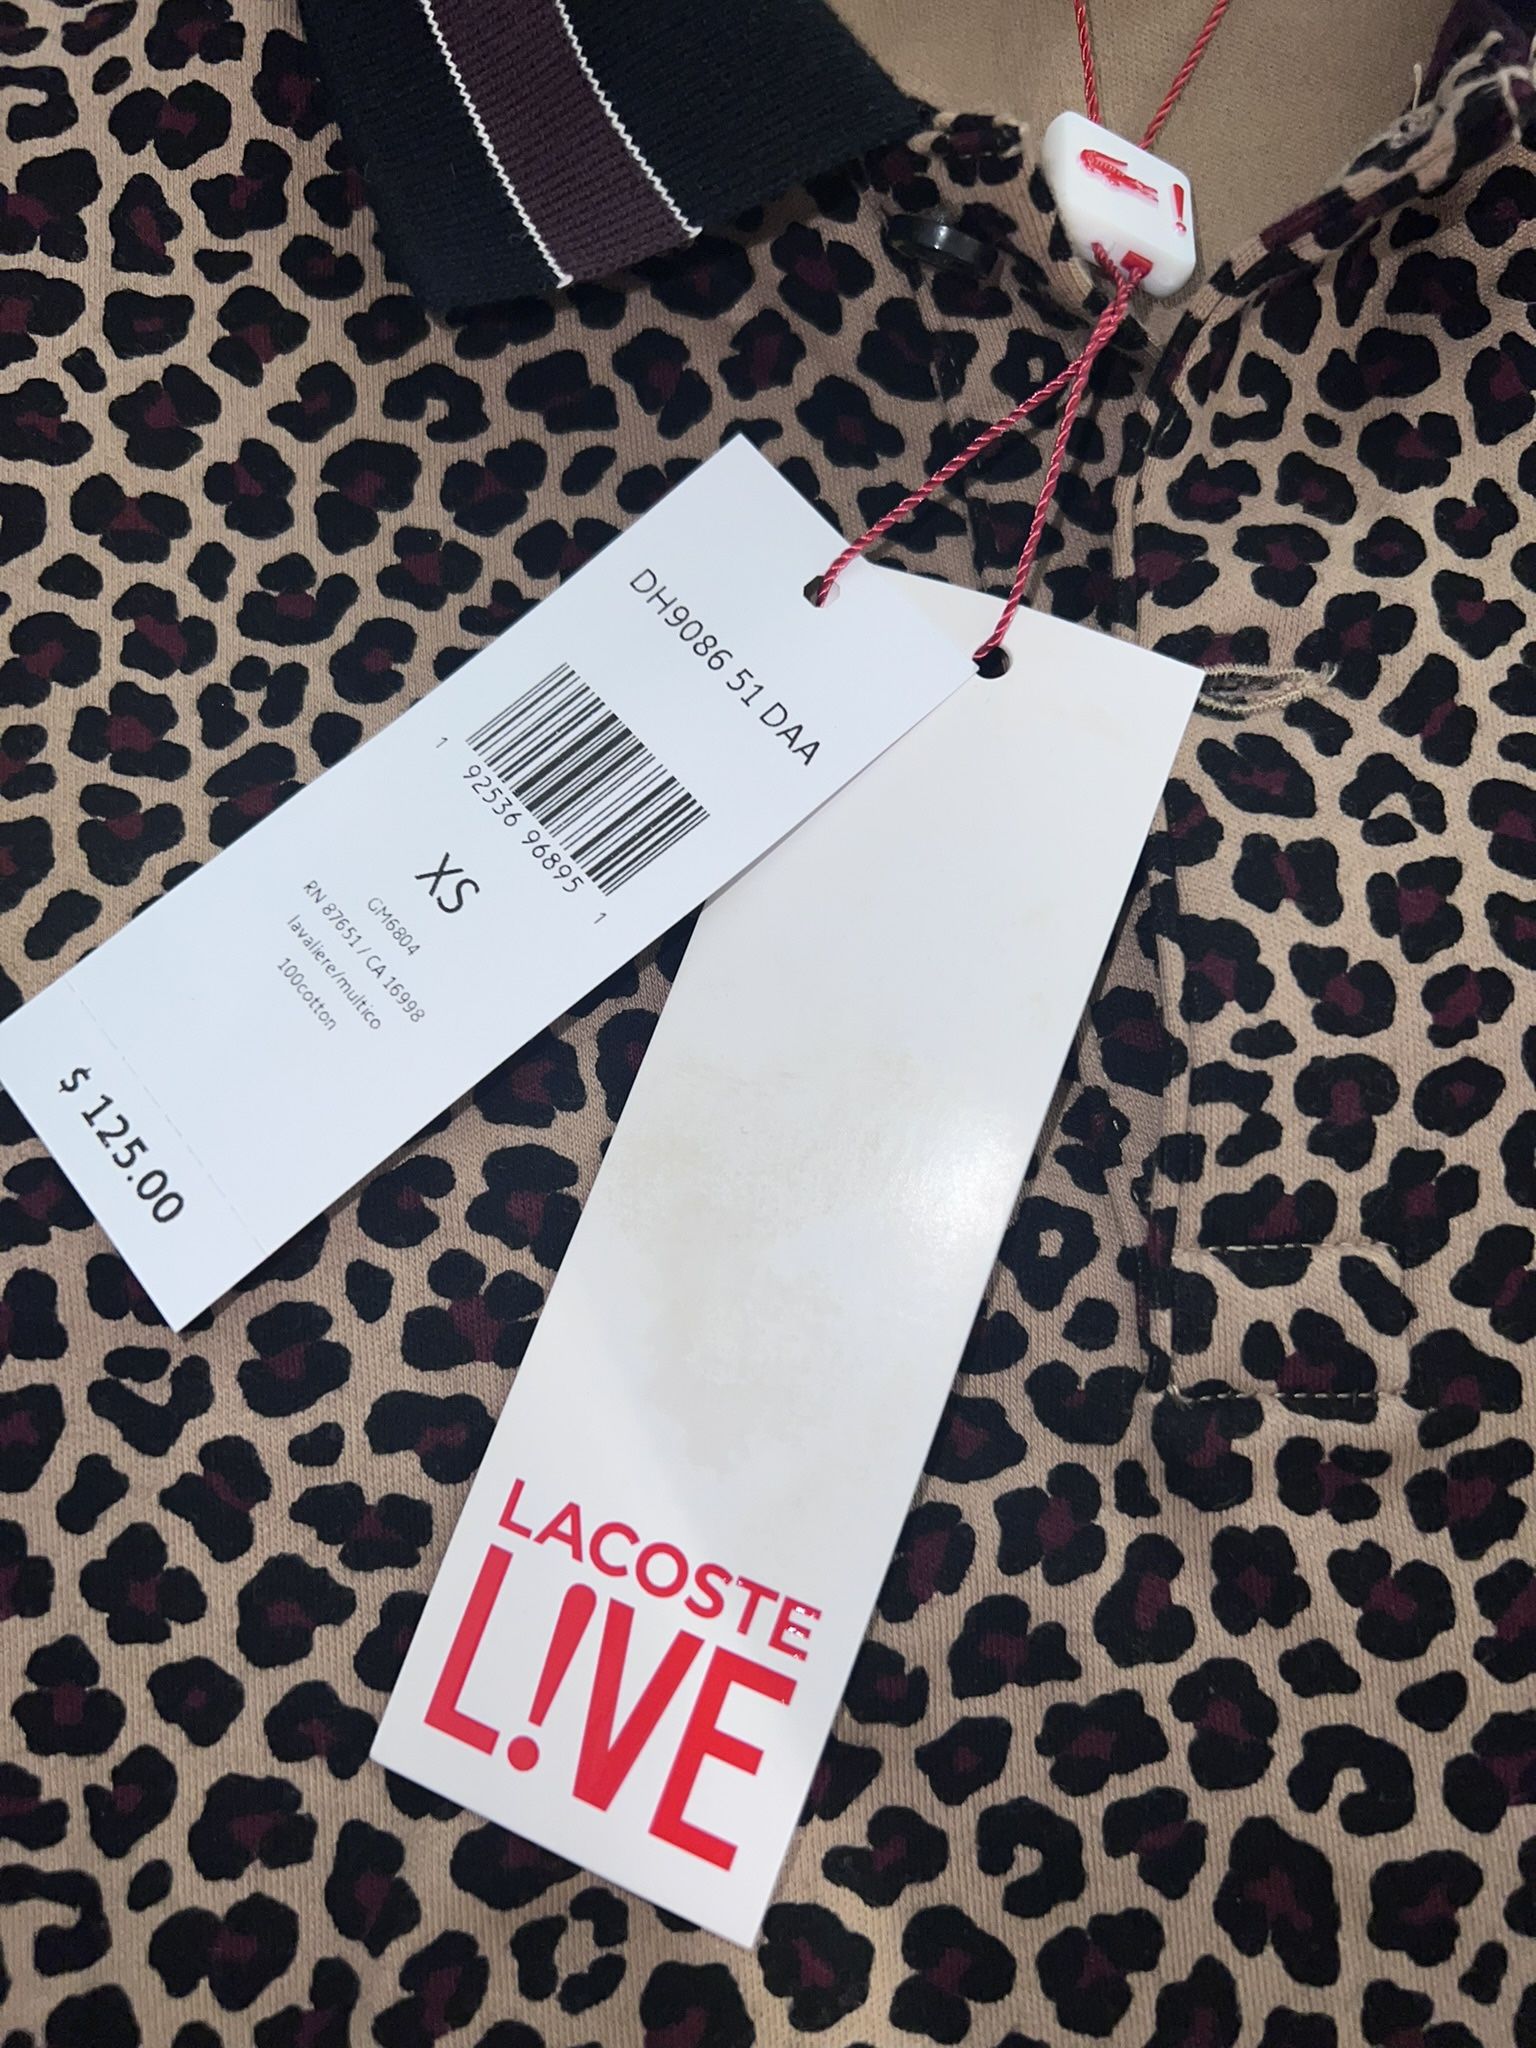 !
DH9086 51 DAA
1 92536 96895 1
XS
GM6804
RN 87651 / CA 16998
lavaliere/multico
100cotton
$ 125.00
LACOSTE
L!VE